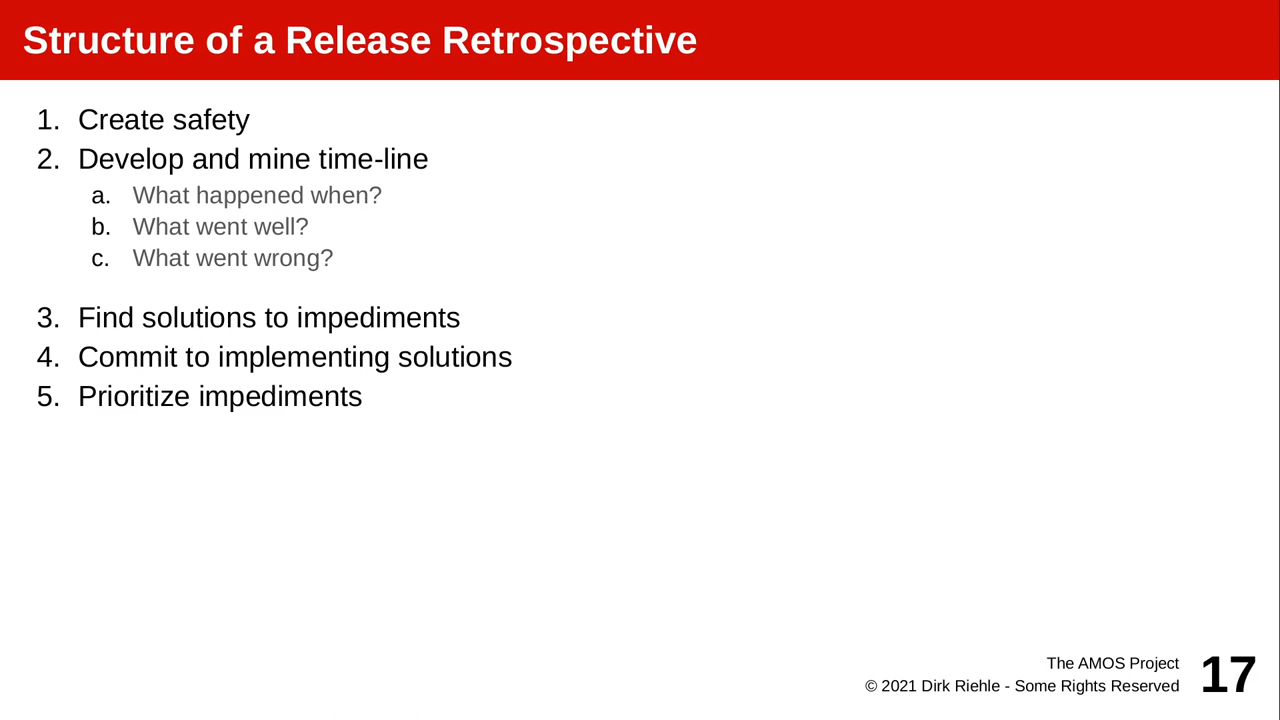 Structure of a Release Retrospective
1. Create safety
2. Develop and mine time-line
a. What happened when?
b. What went well?
c. What went wrong?
3. Find solutions to impediments
4. Commit to implementing solutions
5. Prioritize impediments
The AMOS Project
© 2021 Dirk Riehle - Some Rights Reserved
17